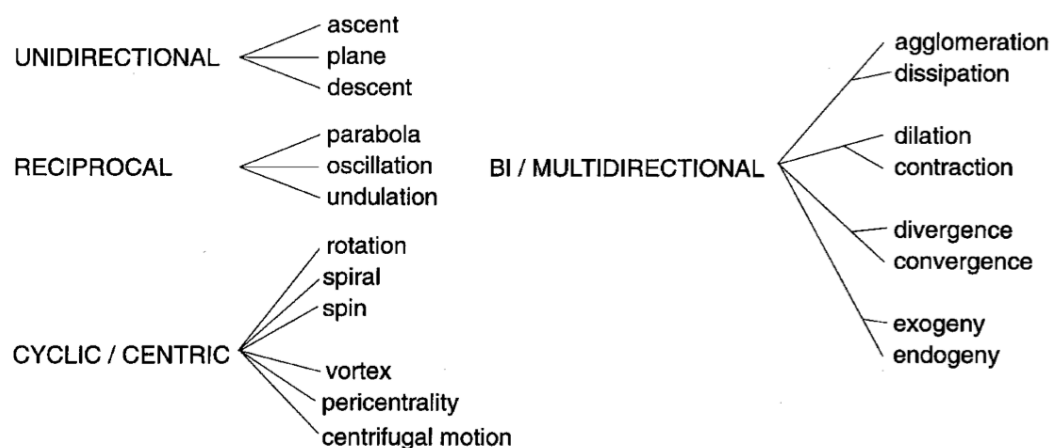 UNIDIRECTIONAL
ascent
plane
descent
RECIPROCAL
parabola
oscillation
undulation
CYCLIC / CENTRIC
rotation
spiral
spin
vortex
pericentrality
centrifugal motion
BI / MULTIDIRECTIONAL
agglomeration
dissipation
dilation
contraction
divergence
convergence
exogeny
endogeny